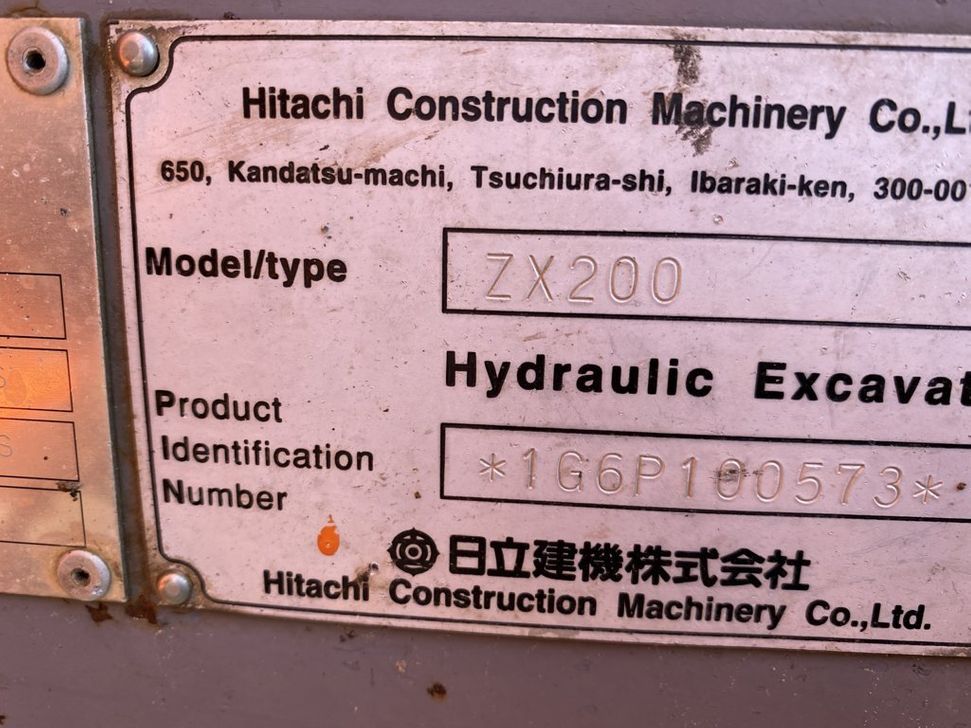 Hitachi Construction Machinery Co.,L
650, Kandatsu-machi, Tsuchiura-shi, Ibaraki-ken, 300-00
Model/type ZX200
Hydraulic Excavat
Product
Identification
Number
*1G6P100573*
日立建機株式会社
Hitachi Construction Machinery Co.,Ltd.
S
S